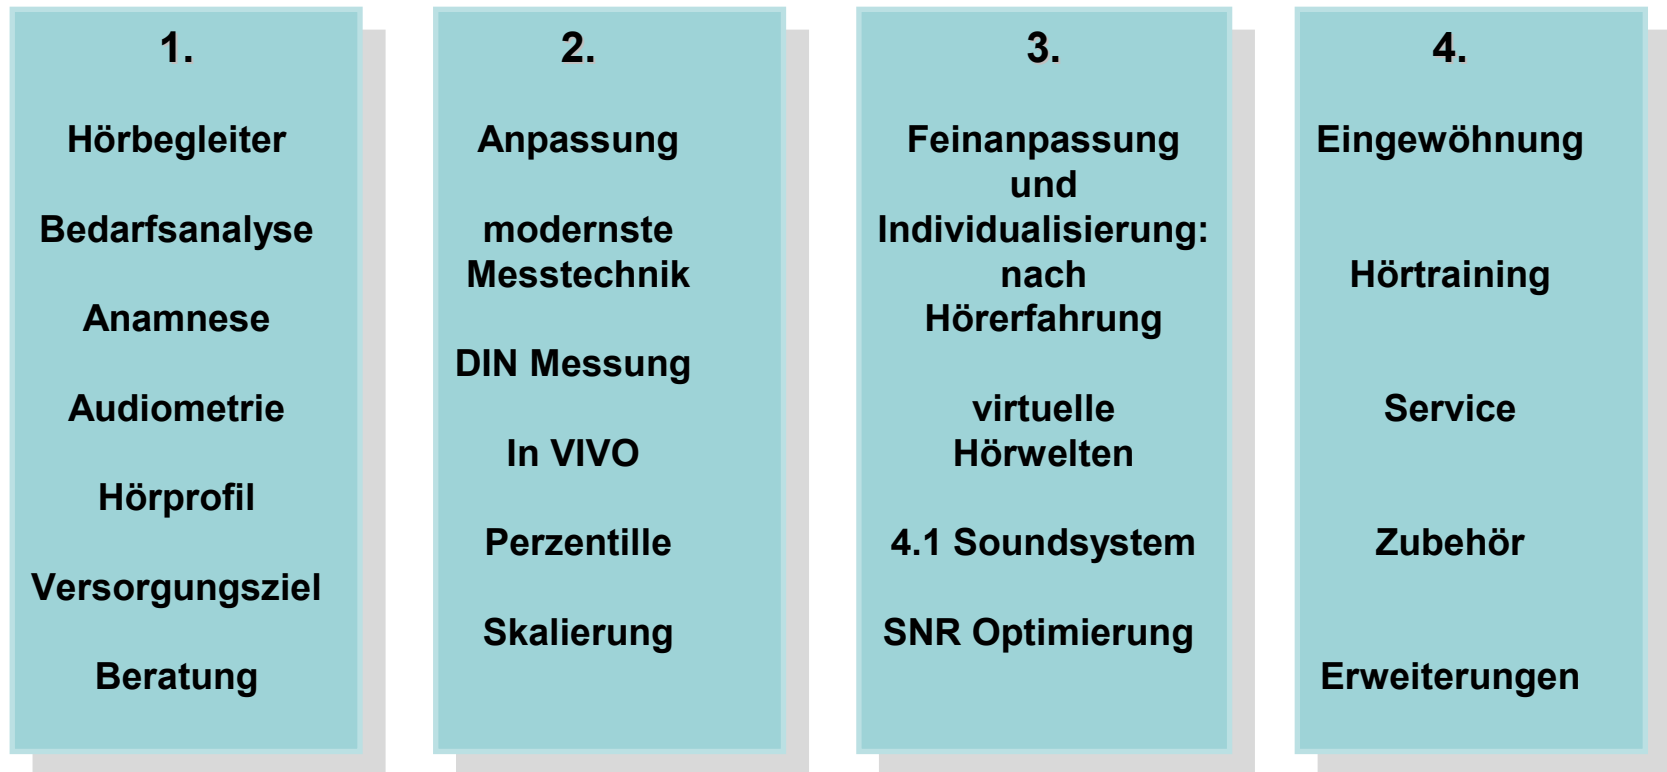 1.
Hörbegleiter
Bedarfsanalyse
Anamnese
Audiometrie
Hörprofil
Versorgungsziel
Beratung
2.
Anpassung
modernste
Messtechnik
DIN Messung
In VIVO
Perzentille
Skalierung
3.
Feinanpassung
und
Individualisierung:
nach
Hörerfahrung
virtuelle
Hörwelten
4.1 Soundsystem
SNR Optimierung
4.
Eingewöhnung
Hörtraining
Service
Zubehör
Erweiterungen